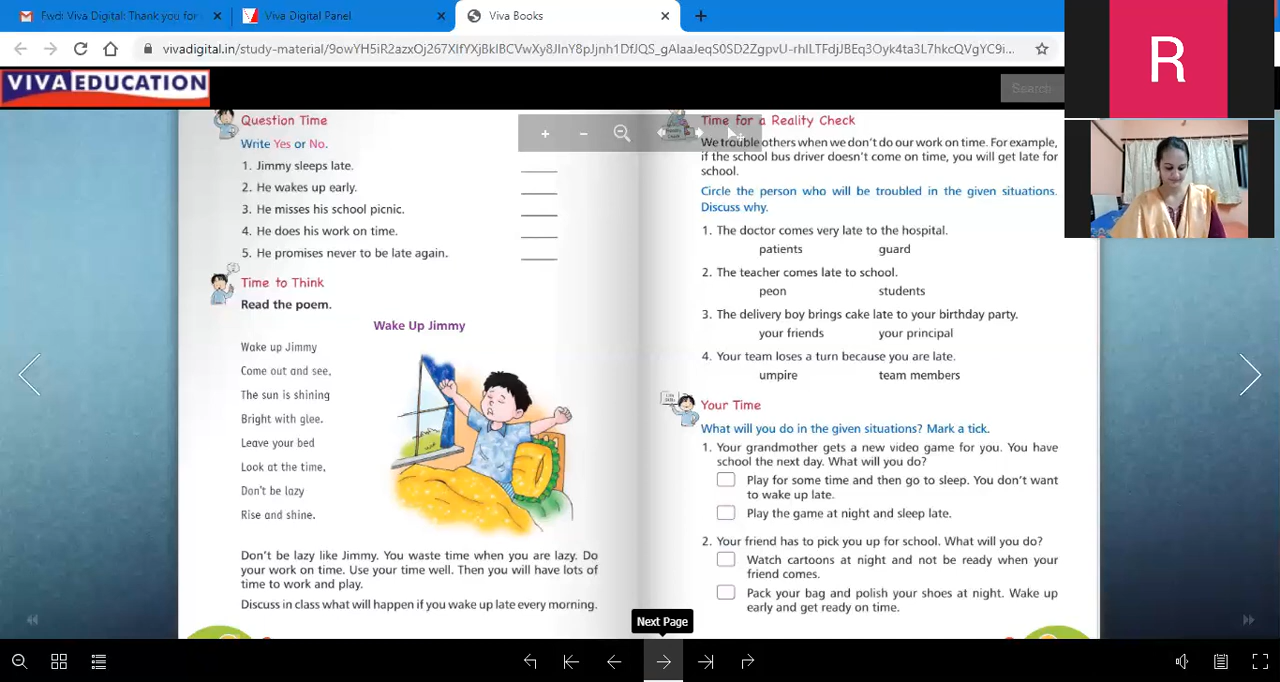 Fwd: Viva Digital: Thank you for
Viva Digital Panel
Viva Books
vivadigital.in/study-material/9owYH5iR2azxOj267XlfYXjBklBCVwXy8JlnY8pJjnh1DfJQS_gAlaaJeqS0SD2ZgpvU-rhlLTFdjJBEq3Oyk4ta3L7hkcQVgYC9i...
VIVA EDUCATION
Search
R
Question Time
Write Yes or No.
1. Jimmy sleeps late.
2. He wakes up early.
3. He misses his school picnic.
4. He does his work on time.
5. He promises never to be late again.
Time to Think
Read the poem.
Wake Up Jimmy
Wake up Jimmy
Come out and see,
The sun is shining
Bright with glee.
Leave your bed
Look at the time,
Don't be lazy
Rise and shine.
Don't be lazy like Jimmy. You waste time when you are lazy. Do
your work on time. Use your time well. Then you will have lots of
time to work and play.
Discuss in class what will happen if you wake up late every morning.
Time for a Reality Check
We trouble others when we don't do our work on time. For example,
if the school bus driver doesn't come on time, you will get late for
school.
Circle the person who will be troubled in the given situations.
Discuss why.
1. The doctor comes very late to the hospital.
patients guard
2. The teacher comes late to school.
peon students
3. The delivery boy brings cake late to your birthday party.
your friends your principal
4. Your team loses a turn because you are late.
umpire team members
Your Time
What will you do in the given situations? Mark a tick.
1. Your grandmother gets a new video game for you. You have
school the next day. What will you do?
Play for some time and then go to sleep. You don't want
to wake up late.
Play the game at night and sleep late.
2. Your friend has to pick you up for school. What will you do?
Watch cartoons at night and not be ready when your
friend comes.
Pack your bag and polish your shoes at night. Wake up
early and get ready on time.
Next Page